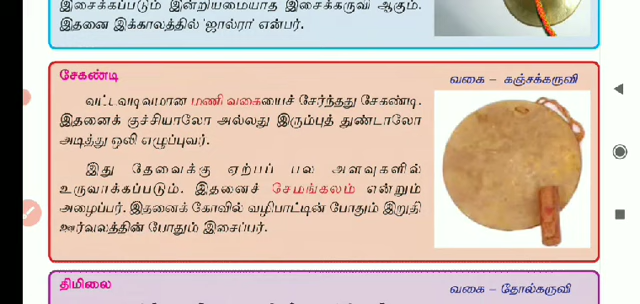 இசைக்கப்படும் இன்றியமையாத இசைக்கருவி ஆகும்.
இதனை இக்காலத்தில் 'ஜால்ரா' என்பர்.
சேகண்டி
வகை – கஞ்சக்கருவி
வட்டவடிவமான மணி வகையைச் சேர்ந்தது சேகண்டி.
இதனைக் குச்சியாலோ அல்லது இரும்புத் துண்டாலோ
அடித்து ஒலி எழுப்புவர்.
இது தேவைக்கு ஏற்பப் பல அளவுகளில்
உருவாக்கப்படும். இதனைச் சேமங்கலம் என்றும்
அழைப்பர். இதனைக் கோவில் வழிபாட்டின் போதும் இறுதி
ஊர்வலத்தின் போதும் இசைப்பர்.
திமிலை
வகை – தோல்கருவி